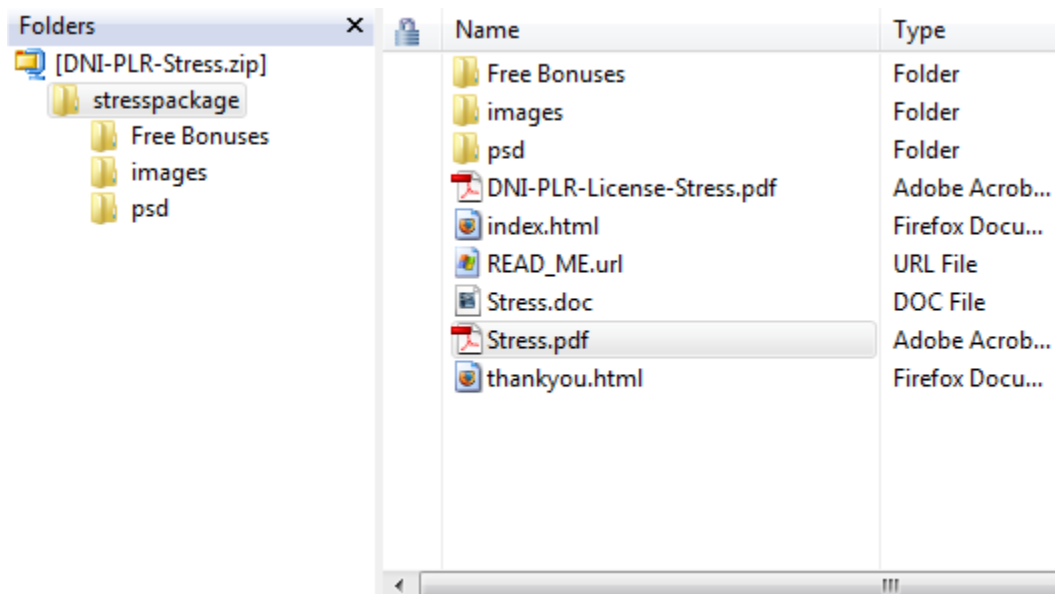 Folders
[DNI-PLR-Stress.zip]
stresspackage
Free Bonuses
images
psd
Name Type
Free Bonuses Folder
images Folder
psd Folder
DNI-PLR-License-Stress.pdf Adobe Acrob...
index.html Firefox Docu...
READ_ME.url URL File
Stress.doc DOC File
Stress.pdf Adobe Acrob...
thankyou.html Firefox Docu...